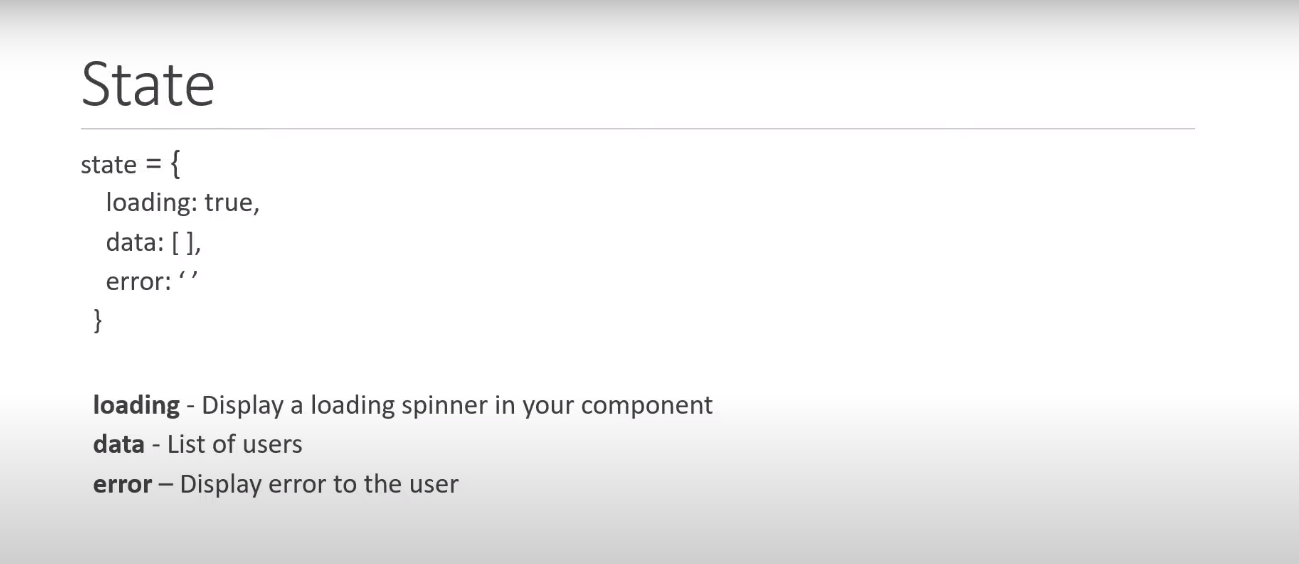 State
state = {
loading: true,
data: [ ],
error: ‘ ’
}
loading - Display a loading spinner in your component
data - List of users
error – Display error to the user